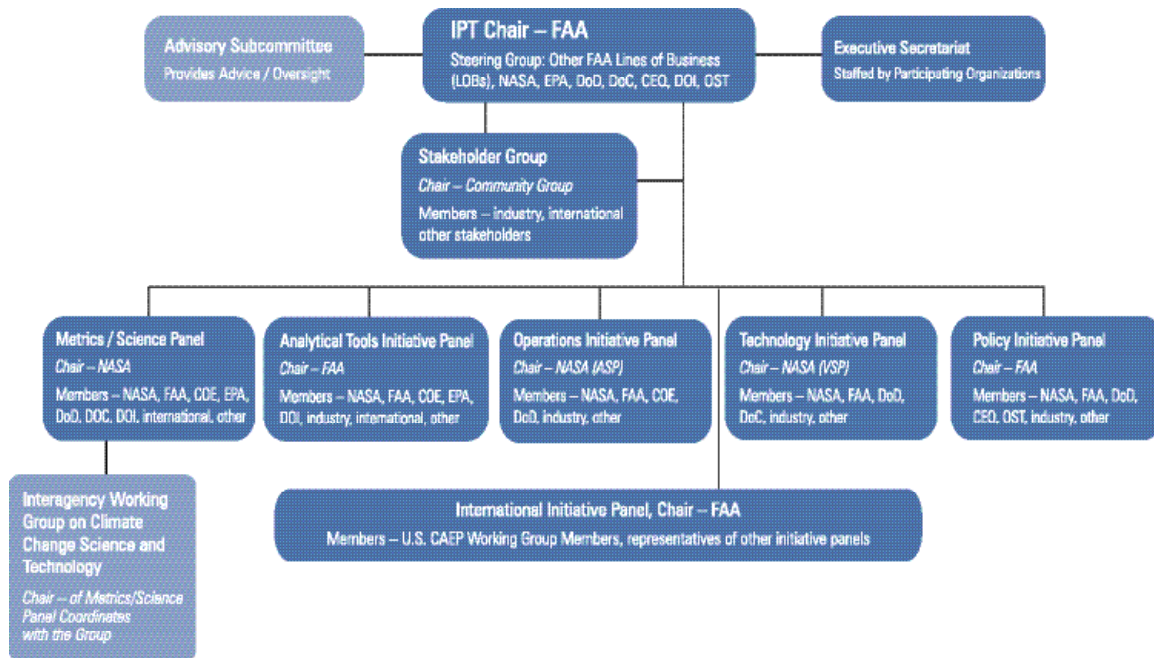 Advisory Subcommittee
Provides Advice / Oversight
IPT Chair – FAA
Steering Group: Other FAA Lines of Business
(LOBs), NASA, EPA, DoD, DoC, CEQ, DOI, OST
Executive Secretariat
Staffed by Participating Organizations
Stakeholder Group
Chair – Community Group
Members – industry, international
other stakeholders
Metrics / Science Panel
Chair – NASA
Members – NASA, FAA, COE, EPA,
DoD, DOC, DOI, international, other
Analytical Tools Initiative Panel
Chair – FAA
Members – NASA, FAA, COE, EPA,
DOI, industry, international, other
Operations Initiative Panel
Chair – NASA (ASP)
Members – NASA, FAA, COE,
DoD, industry, other
Technology Initiative Panel
Chair – NASA (VSP)
Members – NASA, FAA, DoD,
DoC, industry, other
Policy Initiative Panel
Chair – FAA
Members – NASA, FAA, DoD,
CEQ, OST, industry, other
Interagency Working
Group on Climate
Change Science and
Technology
Chair – of Metrics/Science
Panel Coordinates
with the Group
International Initiative Panel, Chair – FAA
Members – U.S. CAEP Working Group Members, representatives of other initiative panels